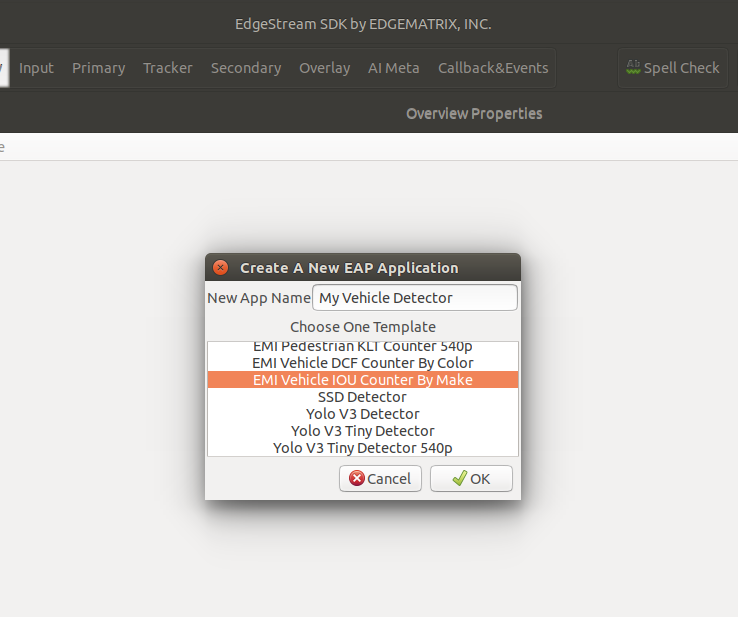 EdgeStream SDK by EDGEMATRIX, INC.
Input Primary Tracker Secondary Overlay AI Meta Callback&Events Spell Check
Overview Properties
Create A New EAP Application
New App Name My Vehicle Detector
Choose One Template
EMI Pedestrian KLT Counter 540p
EMI Vehicle DCF Counter By Color
EMI Vehicle IOU Counter By Make
SSD Detector
Yolo V3 Detector
Yolo V3 Tiny Detector
Yolo V3 Tiny Detector 540p
Cancel OK